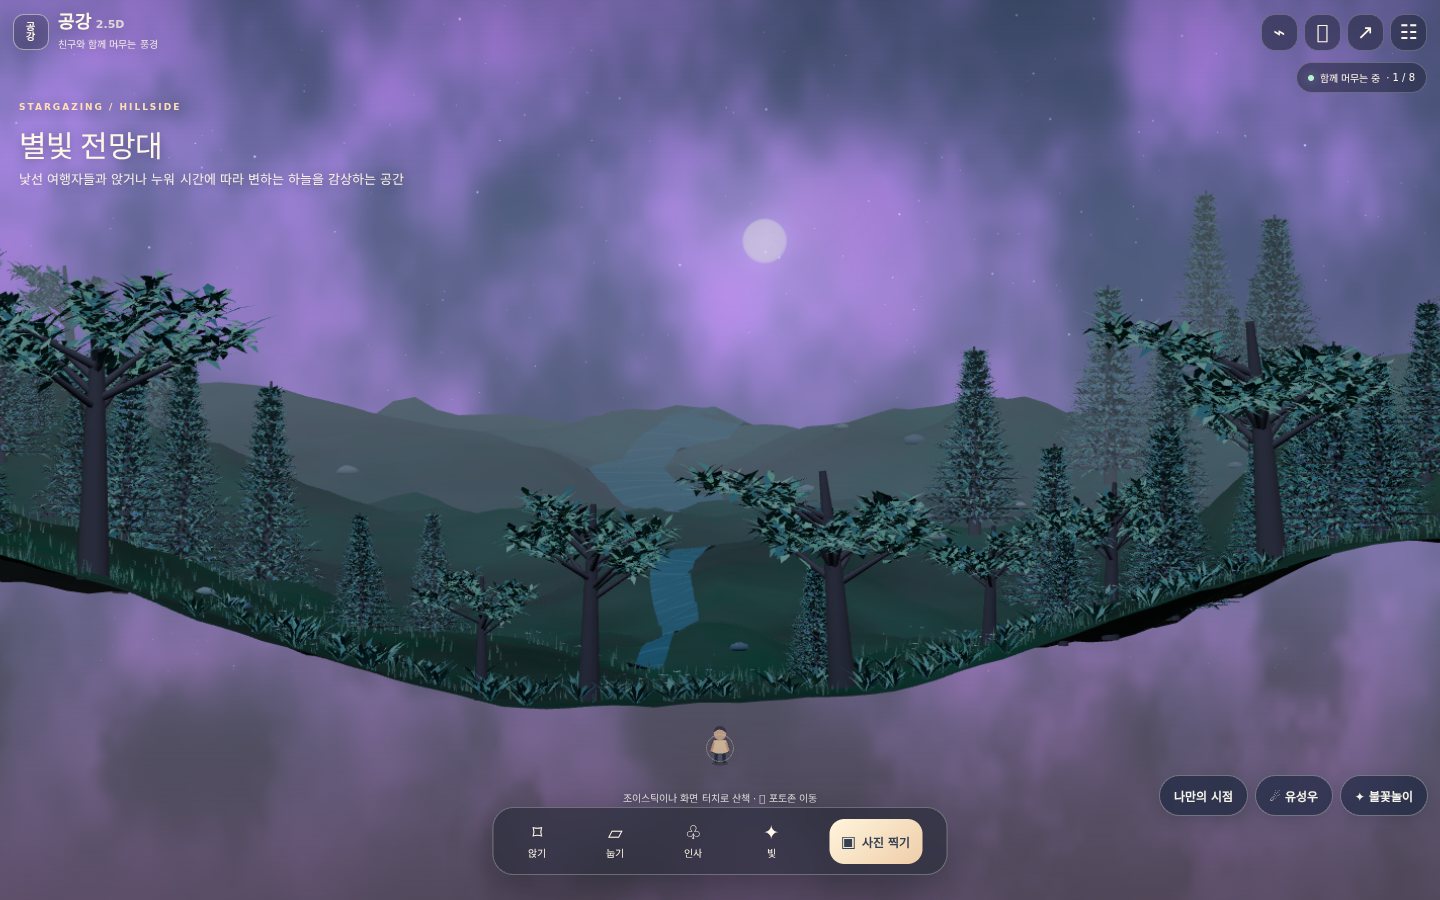 공강
공강 2.5D
친구와 함께 머무는 풍경
함께 머무는 중 · 1 / 8
STARGAZING / HILLSIDE
별빛 전망대
낯선 여행자들과 앉거나 누워 시간에 따라 변하는 하늘을 감상하는 공간
나만의 시점
유성우
불꽃놀이
조이스틱이나 화면 터치로 산책 · 포토존 이동
앉기
눕기
인사
빛
사진 찍기